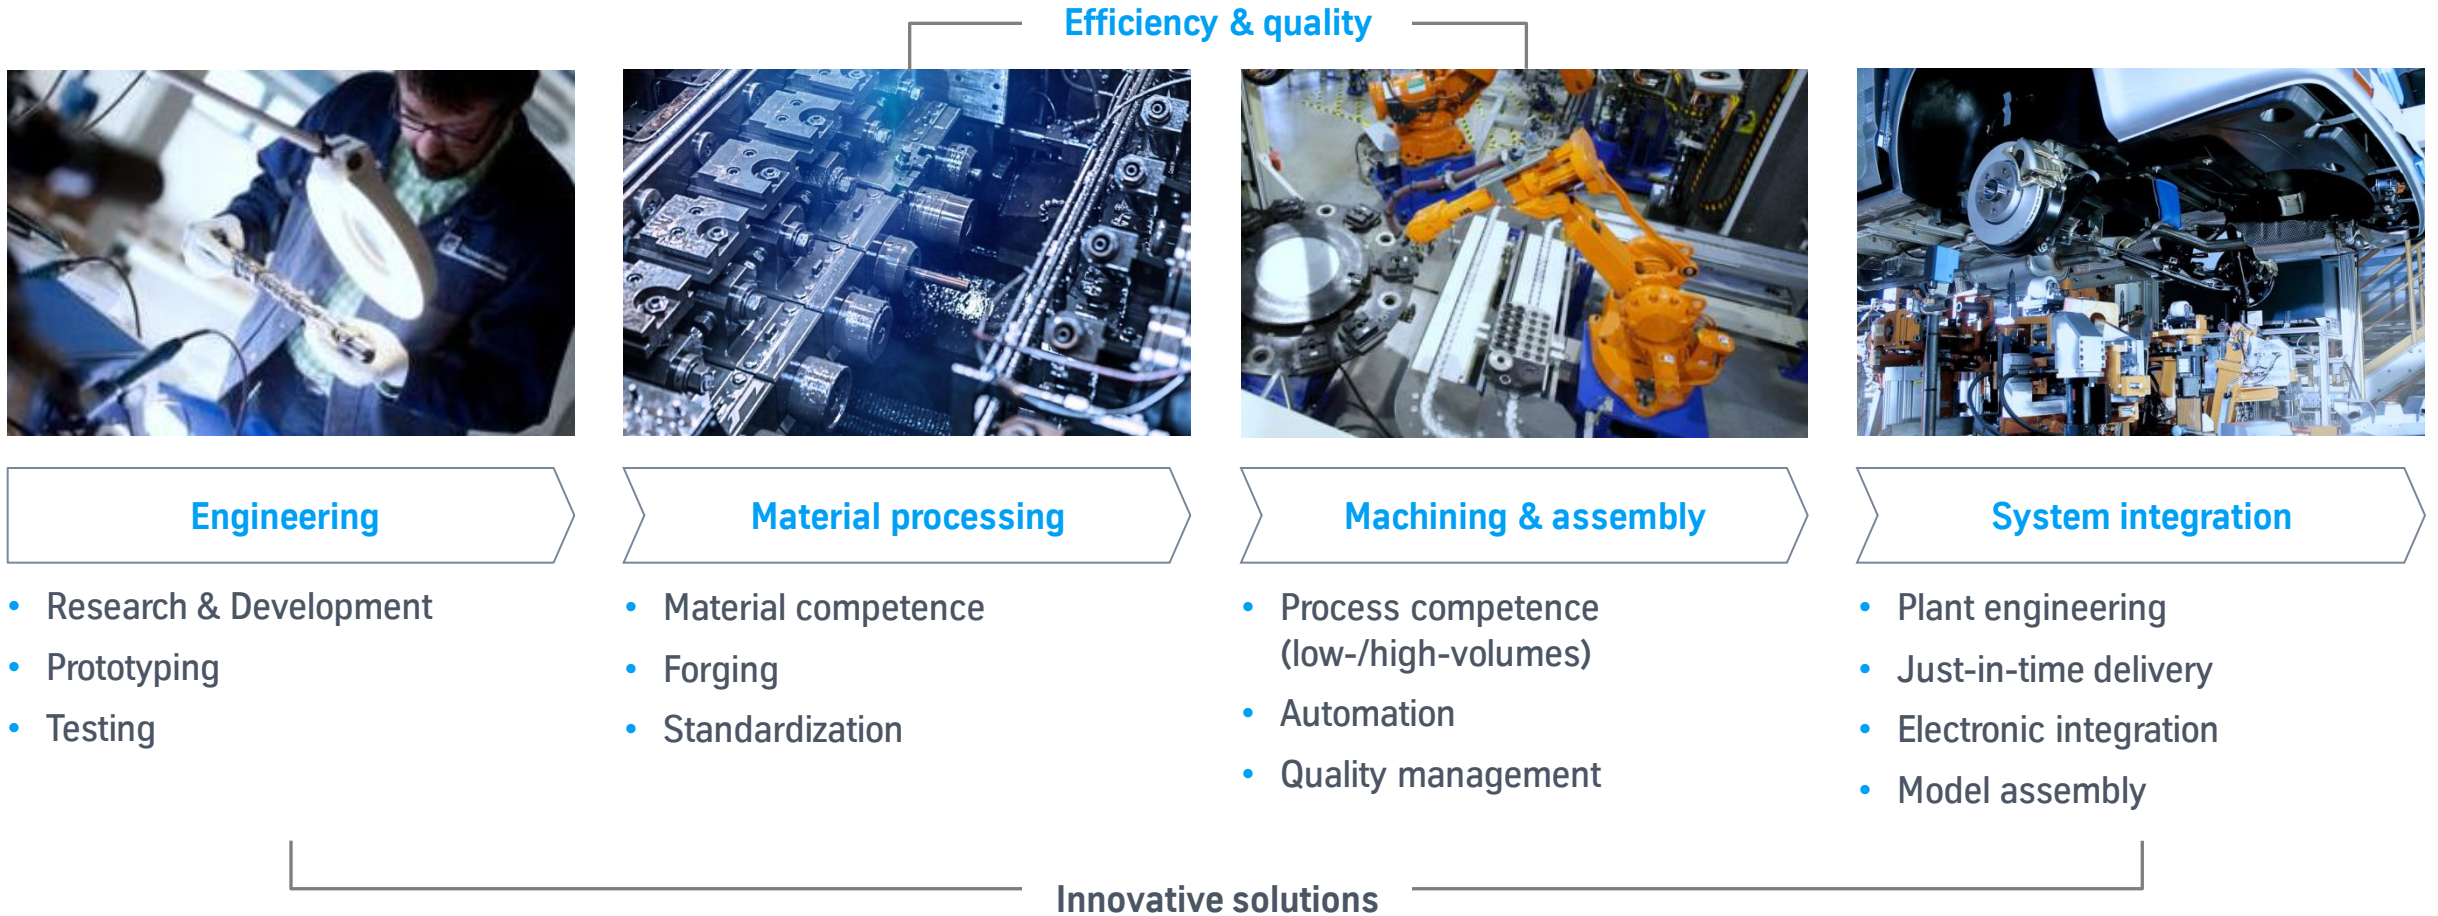 Efficiency & quality
Engineering
• Research & Development
• Prototyping
• Testing
Material processing
• Material competence
• Forging
• Standardization
Machining & assembly
• Process competence
(low-/high-volumes)
• Automation
• Quality management
System integration
• Plant engineering
• Just-in-time delivery
• Electronic integration
• Model assembly
Innovative solutions